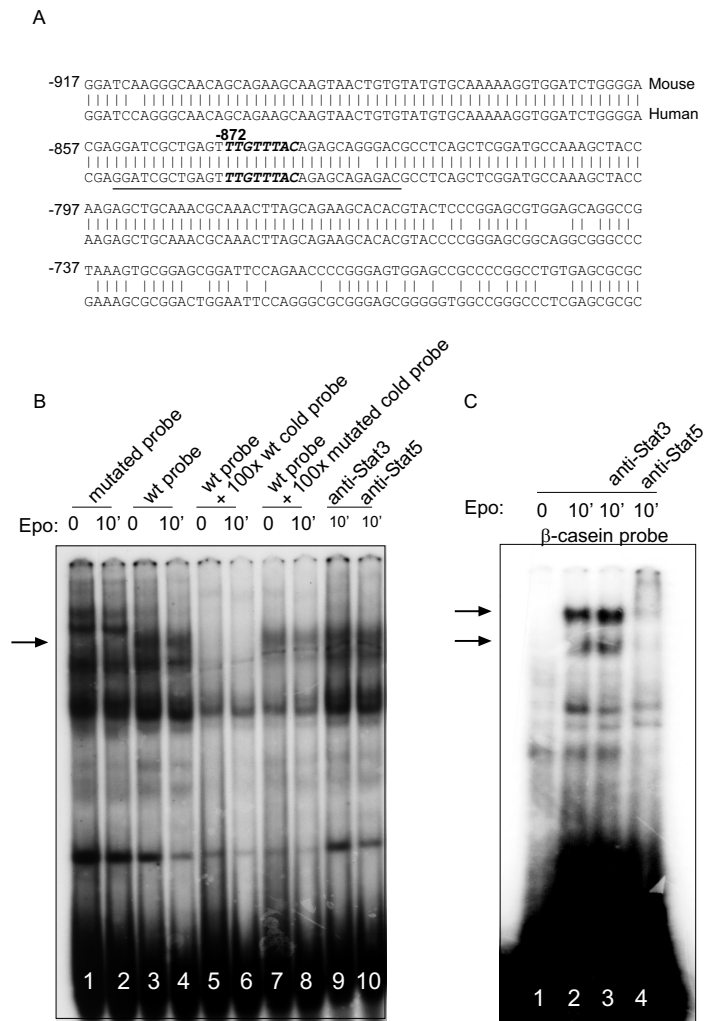 A
-917 GGATCAAGGGCAACAGCAGAAGCAAGTAACTGTGTATGTGCAAAAAGGTGGATCTGGGGA Mouse
GGATCCAGGGCAACAGCAGAAGCAAGTAACTGTGTATGTGCAAAAAGGTGGATCTGGGGA Human
-872
-857 CGAGGATCGCTGAGTTTGTTTACAGAGCAGGGACGCCTCAGCTCGGATGCCAAAGCTACC
CGAGGATCGCTGAGTTTGTTTACAGAGCAGAGACGCCTCAGCTCGGATGCCAAAGCTACC
-797 AAGAGCTGCAAACGCAAACTTAGCAGAAGCACACGTACTCCCGGAGCGTGGAGCAGGCCG
AAGAGCTGCAAACGCAAACTTAGCAGAAGCACACGTACCCCCGGAGCGGCAGGCGGGCCC
-737 TAAAGTGCGGAGCGGATTCCAGAACCCCGGGAGTGGAGCCGCCCCGGCCTGTGAGCGCGC
GAAAGCGCGGACTGGAATTCCAGGGCGCGGGAGCGGGGGTGGCCGGGCCCTCGAGCGCGC
B
mutated probe
wt probe
wt probe
+ 100x wt cold probe
wt probe
+ 100x mutated cold probe
anti-Stat3
anti-Stat5
Epo: 0 10' 0 10' 0 10' 0 10' 10' 10'
1 2 3 4 5 6 7 8 9 10
C
anti-Stat3
anti-Stat5
Epo: 0 10' 10' 10'
β-casein probe
1 2 3 4